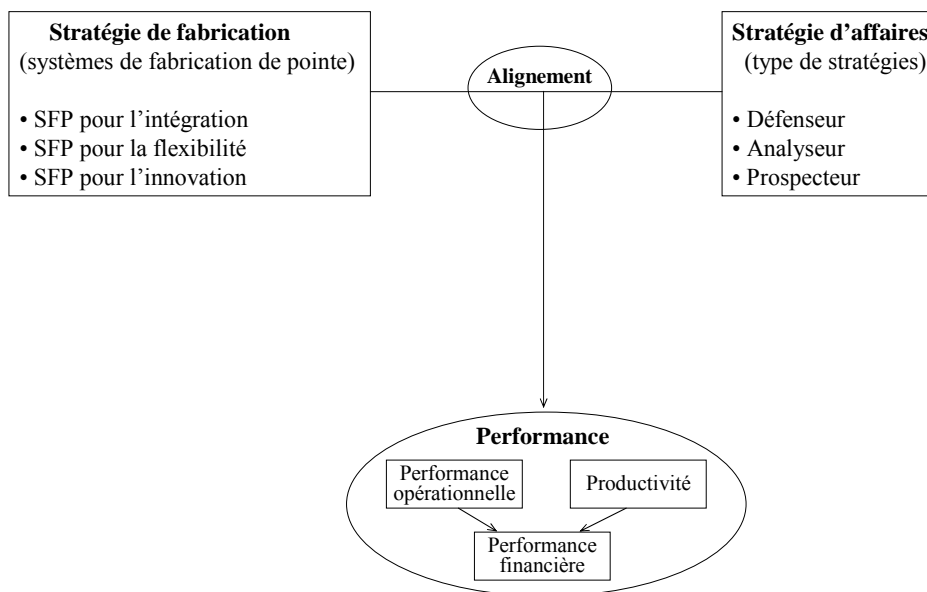 Stratégie de fabrication
(systèmes de fabrication de pointe)
• SFP pour l’intégration
• SFP pour la flexibilité
• SFP pour l’innovation
Alignement
Stratégie d’affaires
(type de stratégies)
• Défenseur
• Analyseur
• Prospecteur
Performance
Performance
opérationnelle
Productivité
Performance
financière